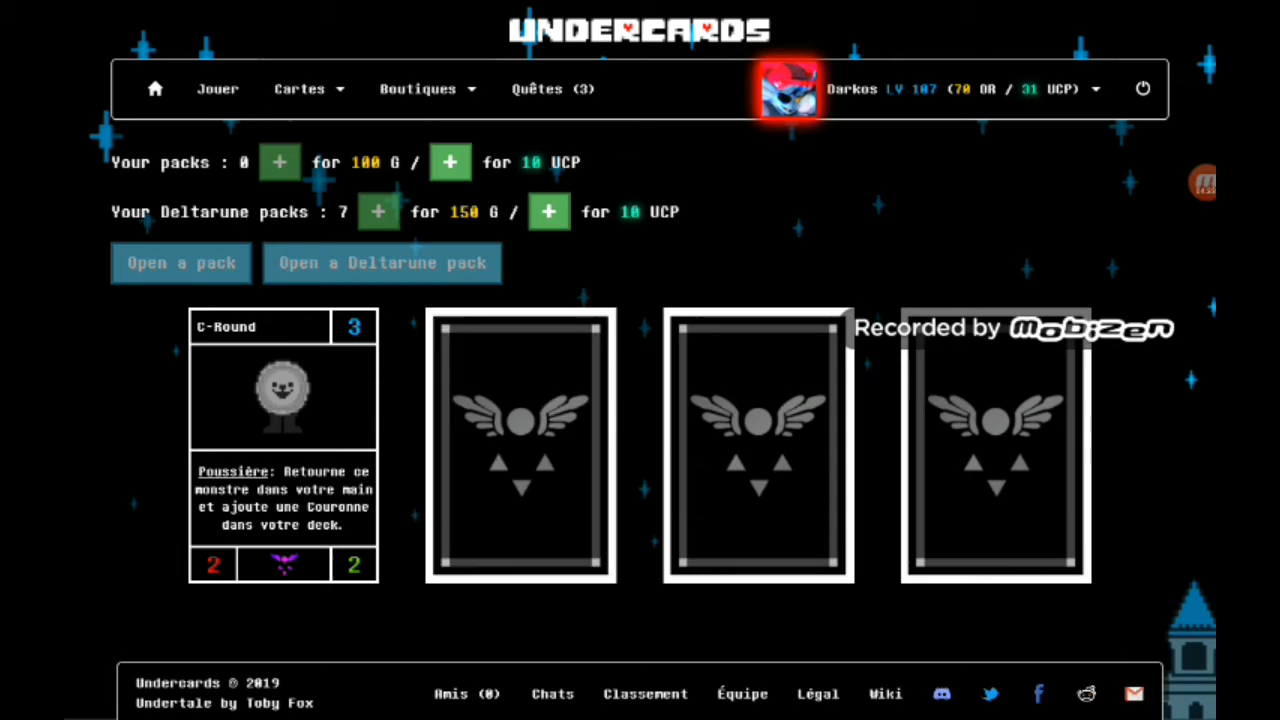 UNDERCARDS
Jouer
Cartes
Boutiques
Quêtes (3)
Darkos LV 107 (70 OR / 31 UCP)
Your packs : 0 + for 100 G / + for 10 UCP
14:55
Your Deltarune packs : 7 + for 150 G / + for 10 UCP
Open a pack
Open a Deltarune pack
C-Round 3
Recorded by mobizen
Poussière: Retourne ce
monstre dans votre main
et ajoute une Couronne
dans votre deck.
2 2
Undercards © 2019
Undertale by Toby Fox
Amis (0)
Chats
Classement
Équipe
Légal
Wiki